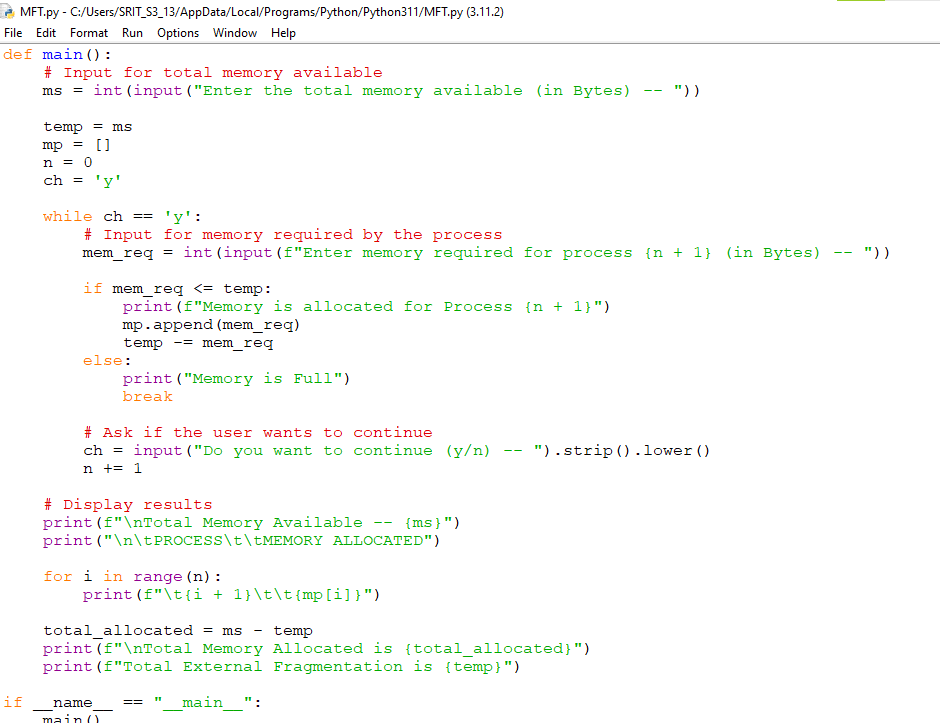 MFT.py - C:/Users/SRIT_S3_13/AppData/Local/Programs/Python/Python311/MFT.py (3.11.2)
File Edit Format Run Options Window Help
def main():
    # Input for total memory available
    ms = int(input("Enter the total memory available (in Bytes) -- "))

    temp = ms
    mp = []
    n = 0
    ch = 'y'

    while ch == 'y':
        # Input for memory required by the process
        mem_req = int(input(f"Enter memory required for process {n + 1} (in Bytes) -- "))

        if mem_req <= temp:
            print(f"Memory is allocated for Process {n + 1}")
            mp.append(mem_req)
            temp -= mem_req
        else:
            print("Memory is Full")
            break

        # Ask if the user wants to continue
        ch = input("Do you want to continue (y/n) -- ").strip().lower()
        n += 1

    # Display results
    print(f"\nTotal Memory Available -- {ms}")
    print("\n\tPROCESS\t\tMEMORY ALLOCATED")

    for i in range(n):
        print(f"\t{i + 1}\t\t{mp[i]}")

    total_allocated = ms - temp
    print(f"\nTotal Memory Allocated is {total_allocated}")
    print(f"Total External Fragmentation is {temp}")

if __name__ == "__main__":
    main()